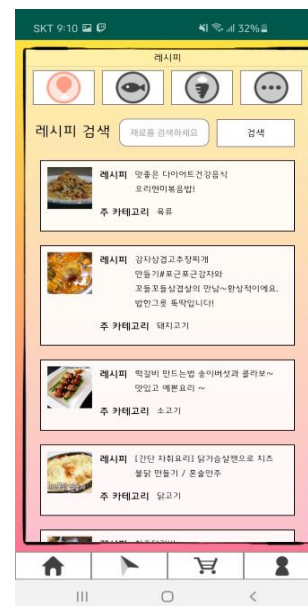 SKT 9:10 32%
레시피
레시피 검색 재료를 검색하세요 검색
레시피 맛좋은 다이어트건강음식
오리현미볶음밥!
주 카테고리 육류
레시피 감자삼겹고추장찌개
만들기#포근포근감자와
꼬들꼬들삼겹살의 만남~환상적이에요.
밥한그릇 뚝딱입니다!
주 카테고리 돼지고기
레시피 떡갈비 만드는법 송이버섯과 콜라보~
맛있고 예쁜요리 ~
주 카테고리 소고기
레시피 [간단 자취요리] 닭가슴살캔으로 치즈
불닭 만들기 / 혼술안주
주 카테고리 닭고기